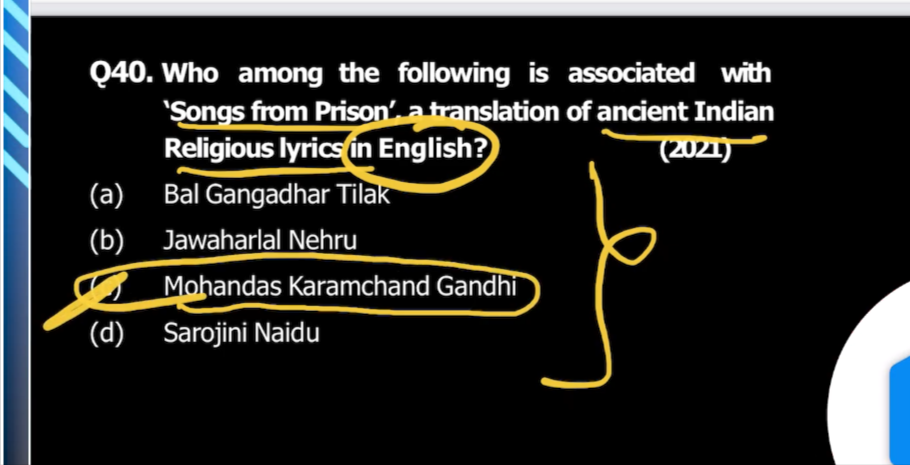 Q40. Who among the following is associated with
‘Songs from Prison’, a translation of ancient Indian
Religious lyrics in English? (2021)
(a) Bal Gangadhar Tilak
(b) Jawaharlal Nehru
(c) Mohandas Karamchand Gandhi
(d) Sarojini Naidu